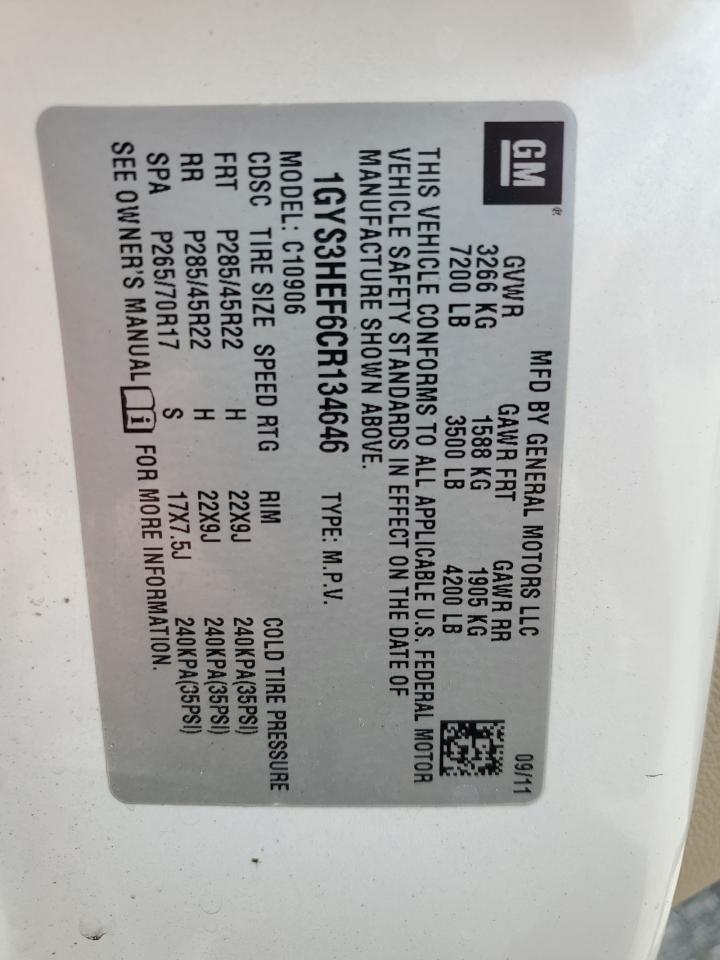 GM ®
MFD BY GENERAL MOTORS LLC 09/11
GVWR GAWR FRT GAWR RR
3266 KG 1588 KG 1905 KG
7200 LB 3500 LB 4200 LB
THIS VEHICLE CONFORMS TO ALL APPLICABLE U.S. FEDERAL MOTOR
VEHICLE SAFETY STANDARDS IN EFFECT ON THE DATE OF
MANUFACTURE SHOWN ABOVE.
1GYS3HEF6CR134646 TYPE: M.P.V.
MODEL: C10906
CDSC TIRE SIZE SPEED RTG RIM COLD TIRE PRESSURE
FRT P285/45R22 H 22X9J 240KPA(35PSI)
RR P285/45R22 H 22X9J 240KPA(35PSI)
SPA P265/70R17 S 17X7.5J 240KPA(35PSI)
SEE OWNER'S MANUAL i FOR MORE INFORMATION.